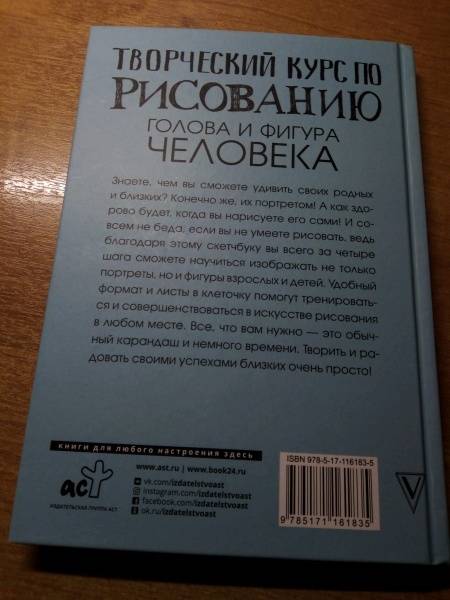 ТВОРЧЕСКИЙ КУРС ПО
РИСОВАНИЮ
ГОЛОВА И ФИГУРА
ЧЕЛОВЕКА
Знаете, чем вы сможете удивить своих родных
и близких? Конечно же, их портретом! А как здо-
рово будет, когда вы нарисуете его сами! И со-
всем не беда, если вы не умеете рисовать, ведь
благодаря этому скетчбуку вы всего за четыре
шага сможете научиться изображать не только
портреты, но и фигуры взрослых и детей. Удобный
формат и листы в клеточку помогут тренировать-
ся и совершенствоваться в искусстве рисования
в любом месте. Все, что вам нужно — это обыч-
ный карандаш и немного времени. Творить и ра-
довать своими успехами близких очень просто!
книги для любого настроения здесь
аст
ИЗДАТЕЛЬСКАЯ ГРУППА АСТ
www.ast.ru | www.book24.ru
vk.com/izdatelstvoast
instagram.com/izdatelstvoast
facebook.com/izdatelstvoast
ok.ru/izdatelstvoast
ISBN 978-5-17-116183-5
9 785171 161835